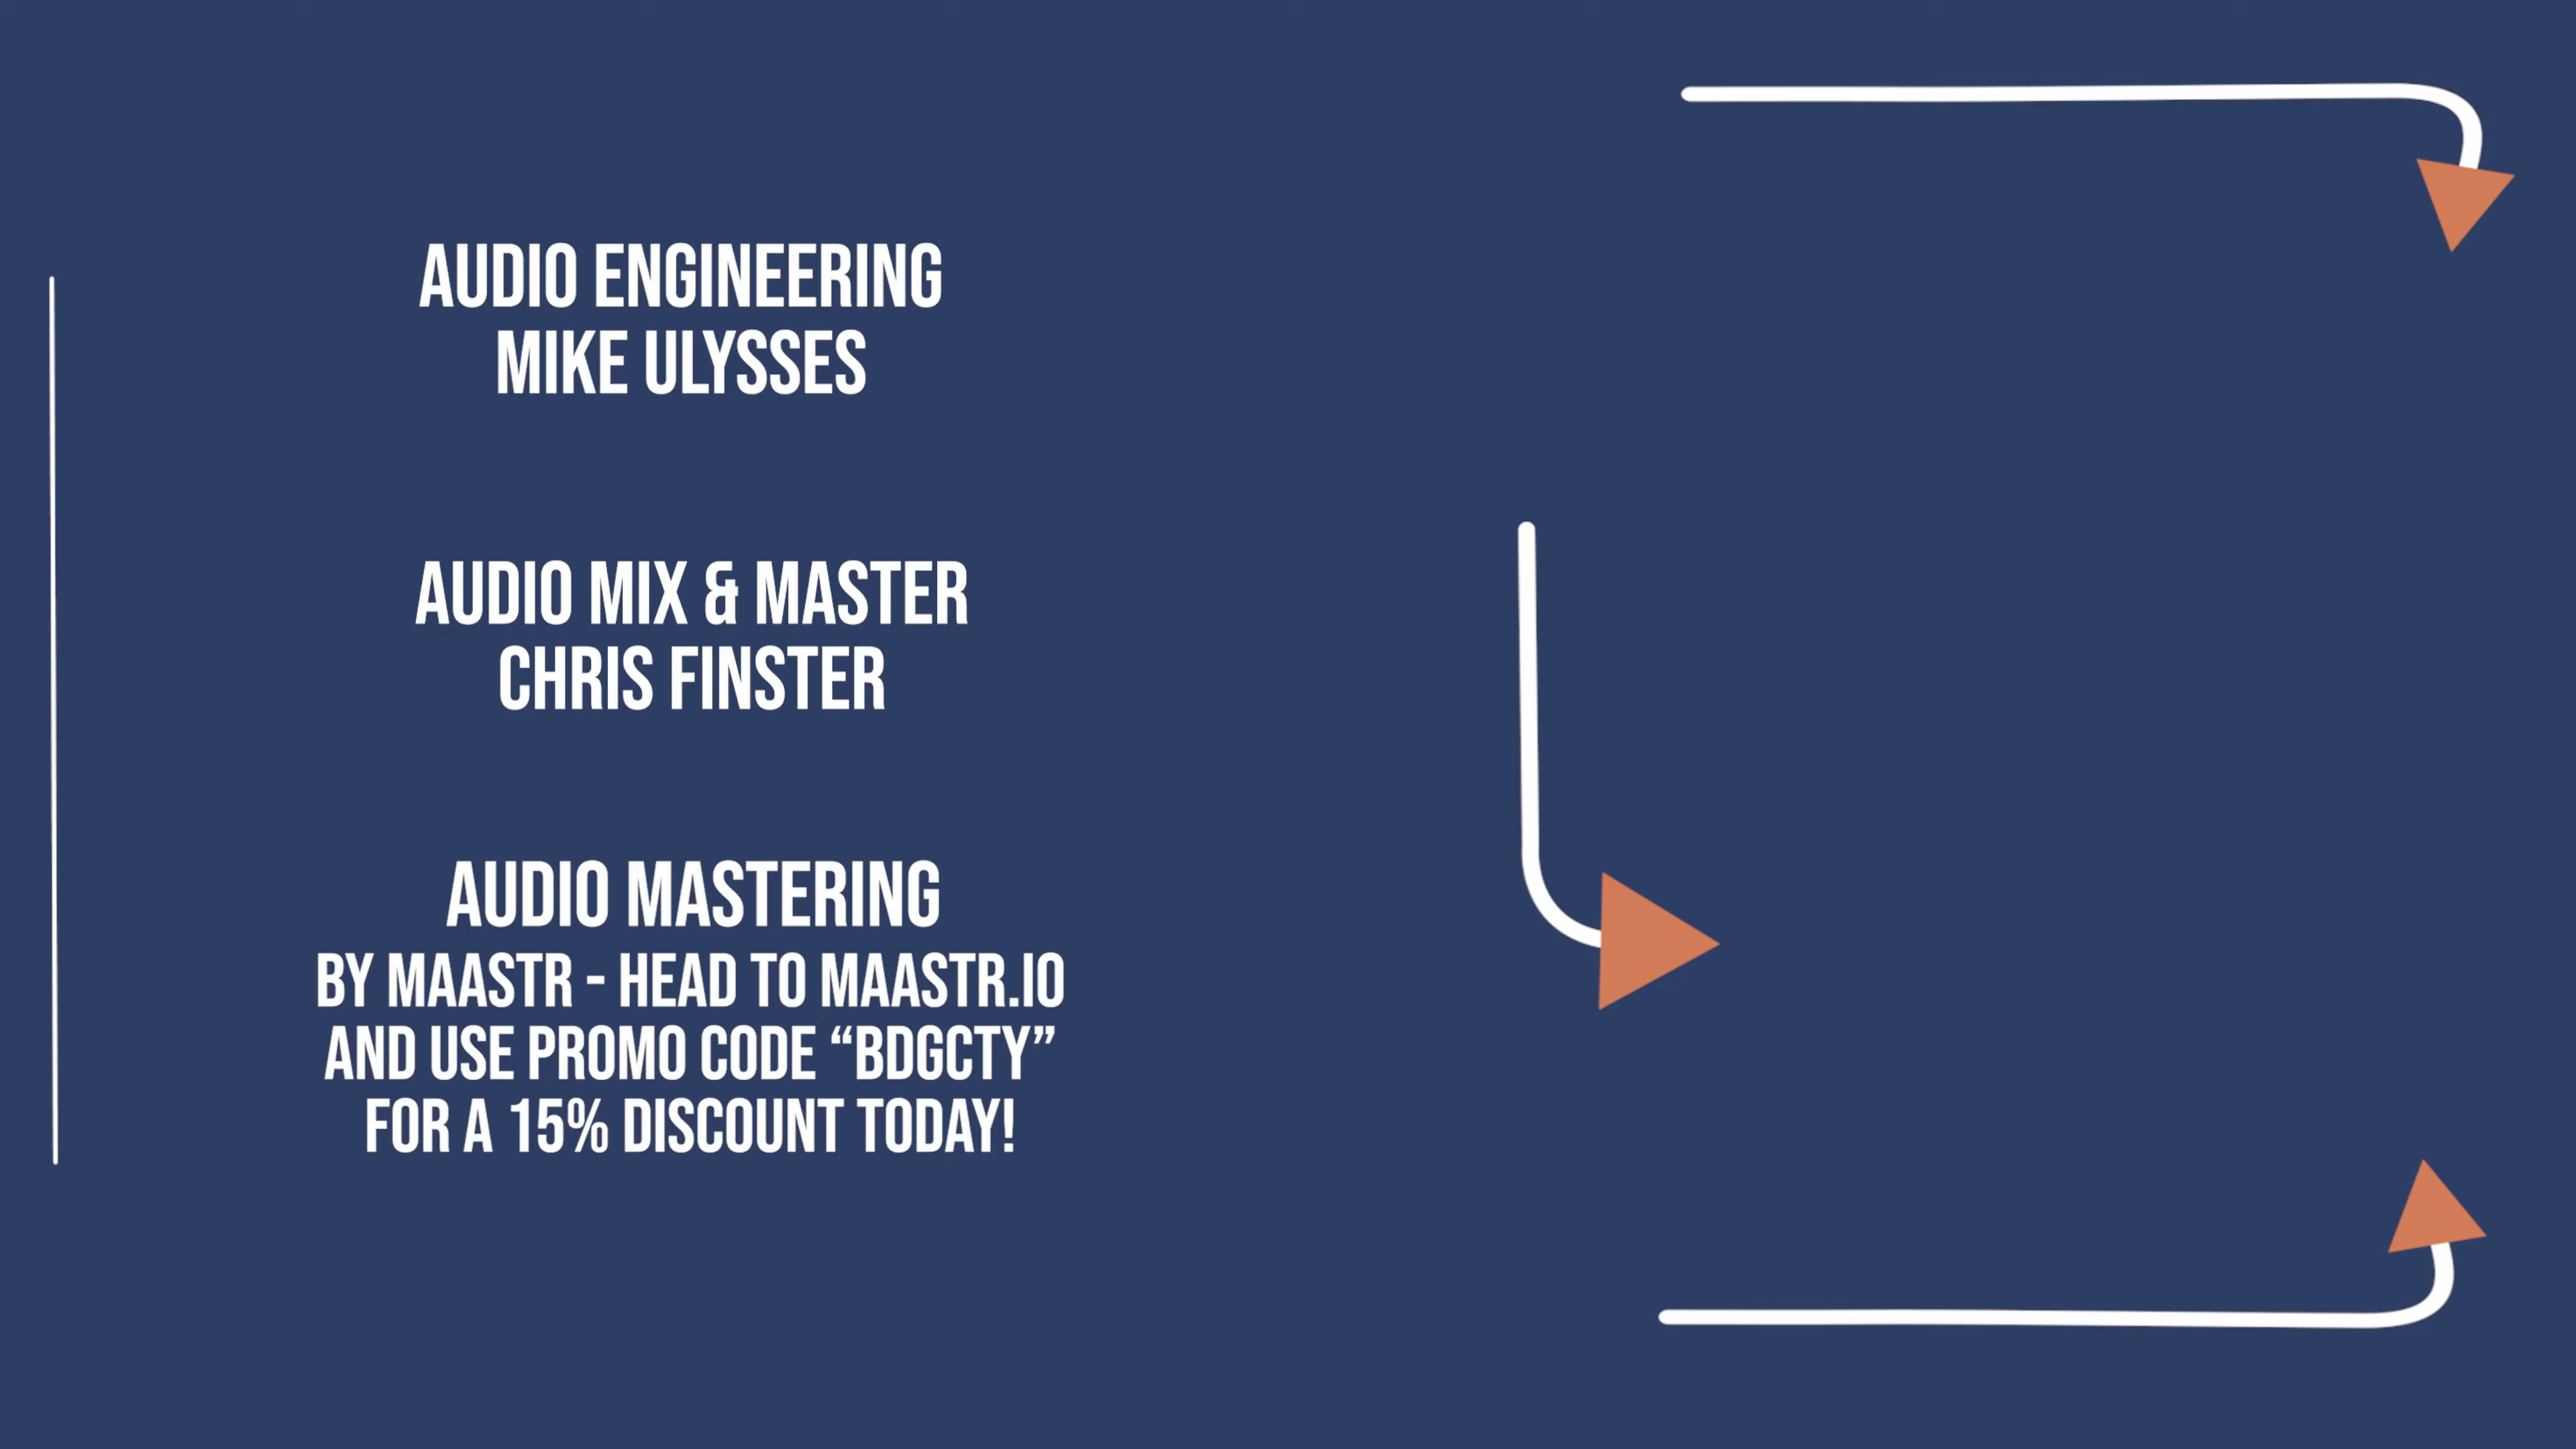 AUDIO ENGINEERING
MIKE ULYSSES
AUDIO MIX & MASTER
CHRIS FINSTER
AUDIO MASTERING
BY MAASTR - HEAD TO MAASTR.IO
AND USE PROMO CODE “BDGCTY”
FOR A 15% DISCOUNT TODAY!